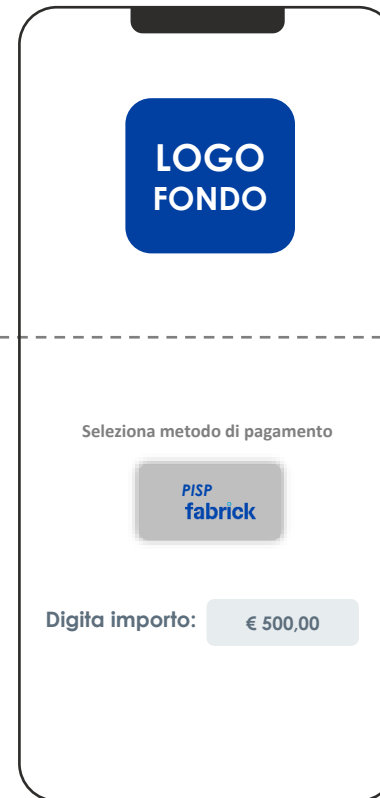 LOGO
FONDO
Seleziona metodo di pagamento
PISP
fabrick
Digita importo: € 500,00